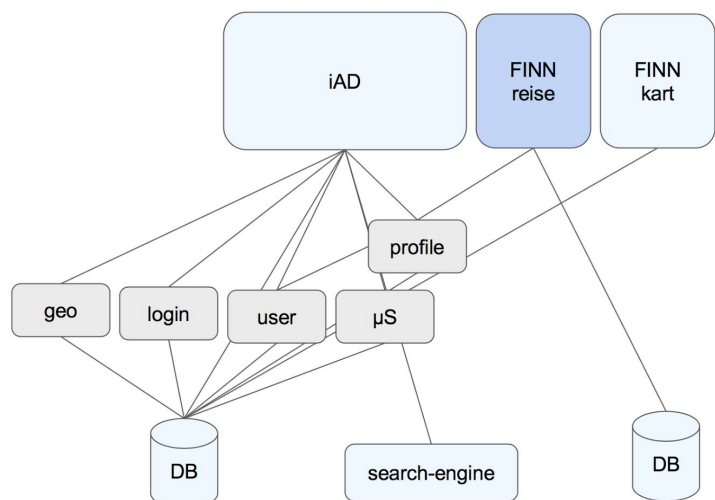 iAD
FINN
reise
FINN
kart
profile
geo
login
user
µS
DB
search-engine
DB